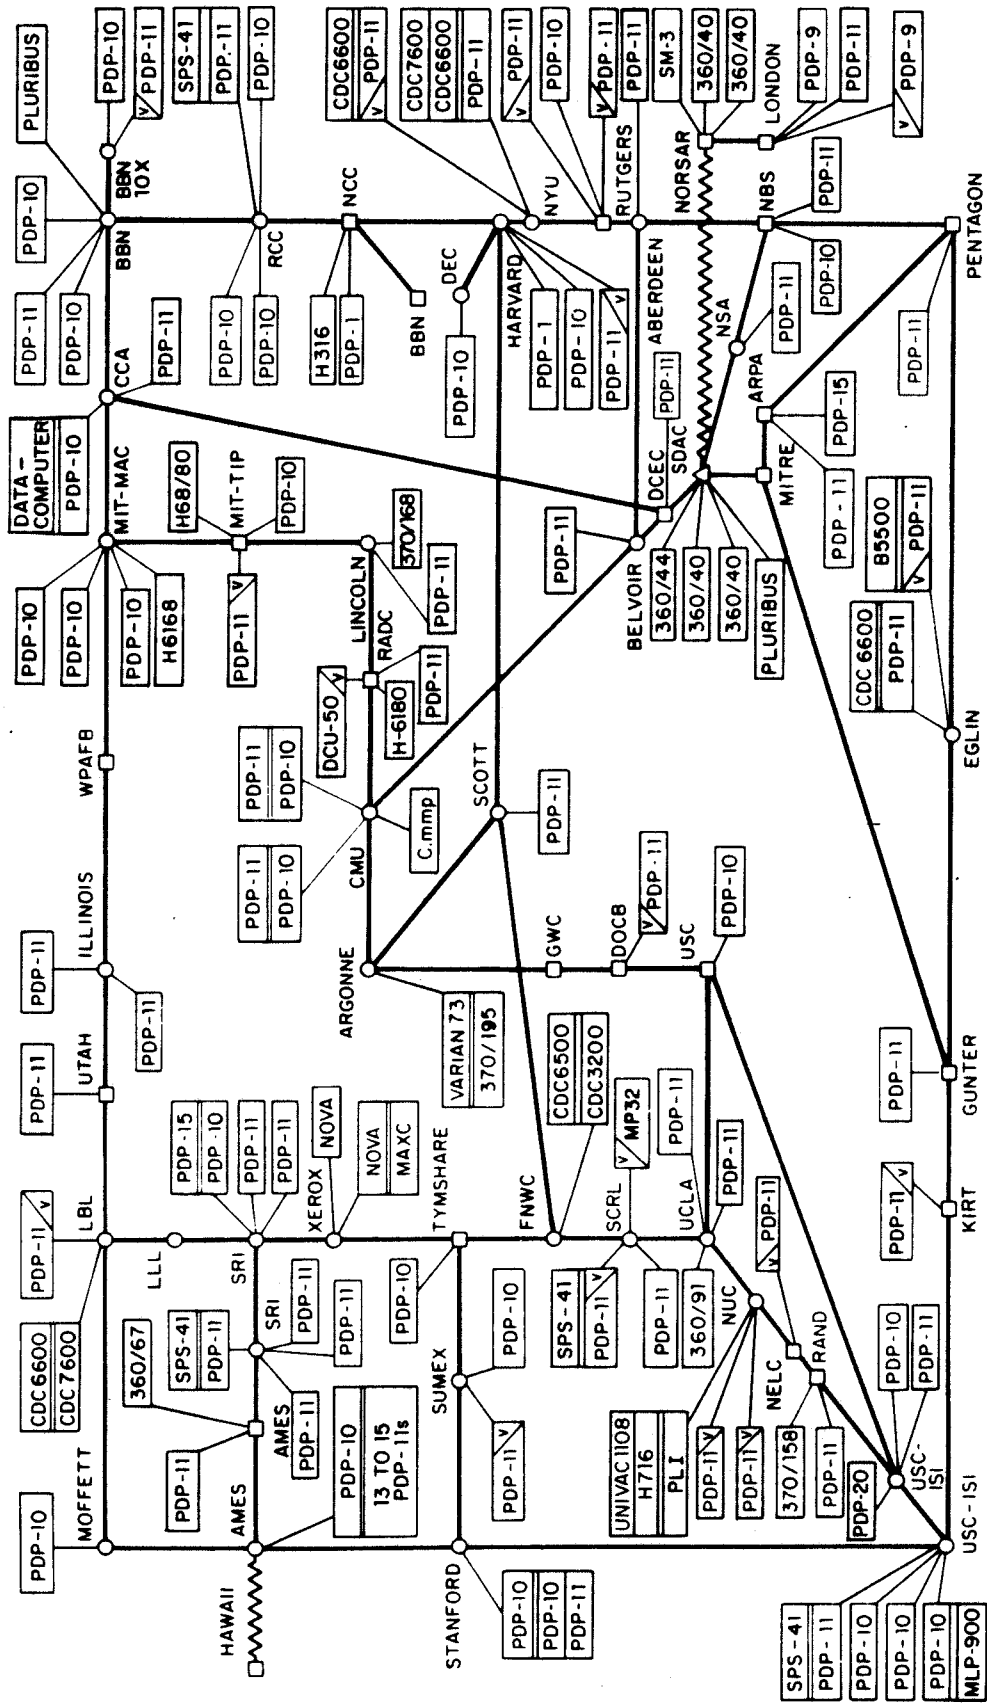 PDP-10
CDC6600
CDC7600
PDP-11
V
PDP-11
PDP-11
PDP-10
PDP-10
PDP-10
H6168
DATA-
COMPUTER
PDP-10
PDP-11
PDP-10
PDP-10
PLURIBUS
PDP-10
V
PDP-11
MOFFETT
LBL
UTAH
ILLINOIS
WPAFB
MIT-MAC
CCA
BBN
BBN
10X
PDP-11
PDP-11
LLL
360/67
PDP-11
SPS-41
PDP-11
PDP-15
PDP-10
PDP-11
PDP-11
H68/80
MIT-TIP
PDP-10
PDP-11
V
PDP-10
PDP-10
SPS-41
PDP-11
PDP-10
RCC
HAWAII
AMES
AMES
PDP-11
SRI
PDP-11
PDP-11
SRI
XEROX
NOVA
NOVA
MAXC
PDP-10
13 TO 15
PDP-11s
PDP-11
PDP-10
PDP-11
PDP-10
CMU
C.mmp
DCU-50
V
RADC
H-6180
PDP-11
LINCOLN
370/168
PDP-11
H316
PDP-1
NCC
BBN
ARGONNE
VARIAN 73
370/195
STANFORD
PDP-10
PDP-10
PDP-11
SUMEX
PDP-11
V
PDP-10
PDP-10
TYMSHARE
SCOTT
PDP-11
PDP-10
DEC
HARVARD
PDP-1
PDP-10
PDP-11
V
CDC6600
PDP-11
V
CDC7600
CDC6600
PDP-11
NYU
V
PDP-11
PDP-10
FNWC
CDC6500
CDC3200
GWC
SPS-41
PDP-11
V
PDP-11
SCRL
V
MP32
DOCB
V
PDP-11
RUTGERS
V
PDP-11
PDP-11
UNIVAC1108
H716
PLI
PDP-11
V
PDP-11
V
360/91
UCLA
PDP-11
PDP-11
USC
PDP-10
BELVOIR
PDP-11
DCEC
PDP-11
ABERDEEN
SDAC
360/44
360/40
360/40
PLURIBUS
NORSAR
SM-3
360/40
360/40
LONDON
PDP-9
PDP-11
V
PDP-9
NUC
NELC
V
PDP-11
RAND
370/158
PDP-11
NSA
PDP-11
NBS
PDP-10
PDP-11
MITRE
ARPA
PDP-11
PDP-15
PDP-20
USC-
ISI
PDP-10
PDP-11
PDP-11
V
PDP-11
CDC 6600
PDP-11
B5500
V
PDP-11
PDP-11
SPS-41
PDP-11
PDP-10
PDP-10
PDP-10
MLP-900
USC-ISI
KIRT
GUNTER
EGLIN
PENTAGON